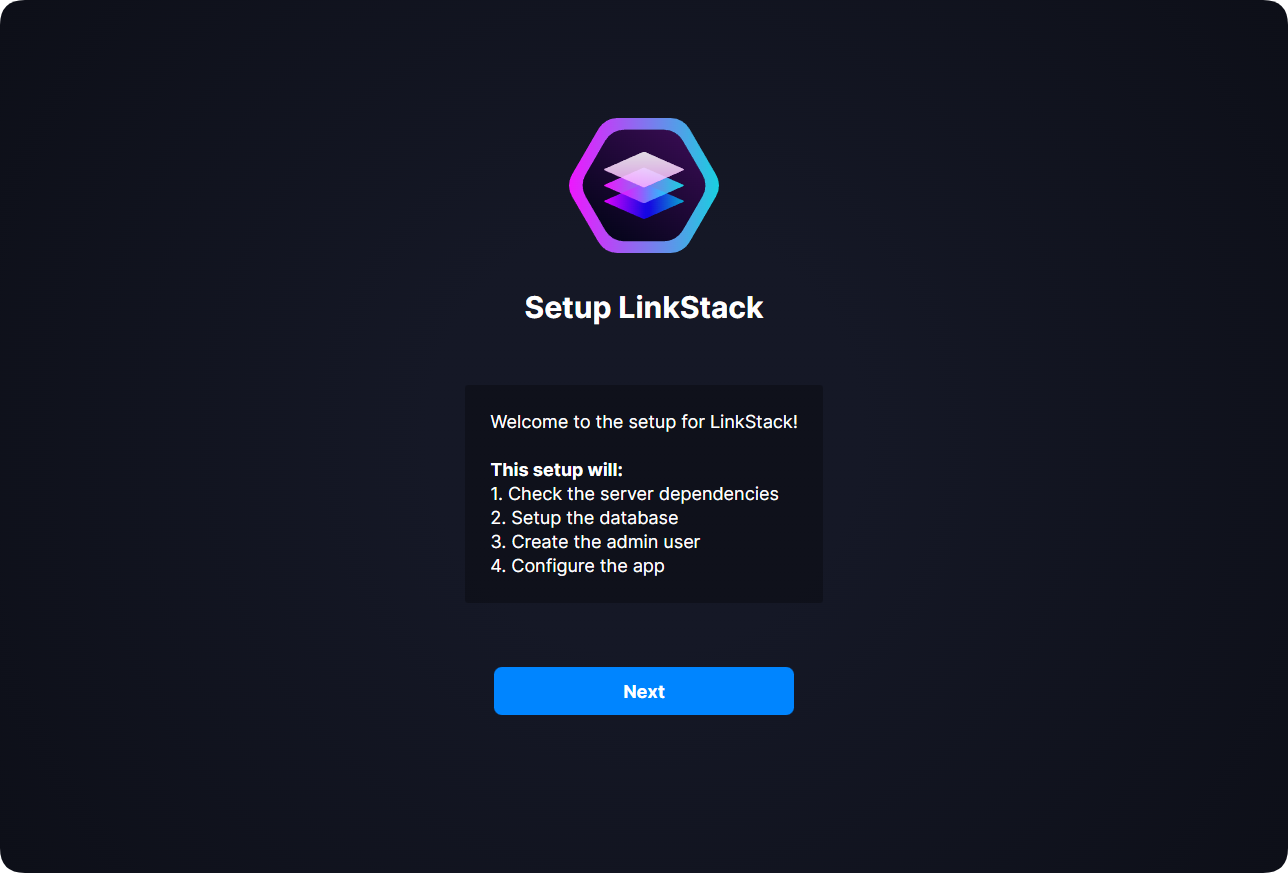 Setup LinkStack
Welcome to the setup for LinkStack!
This setup will:
1. Check the server dependencies
2. Setup the database
3. Create the admin user
4. Configure the app
Next